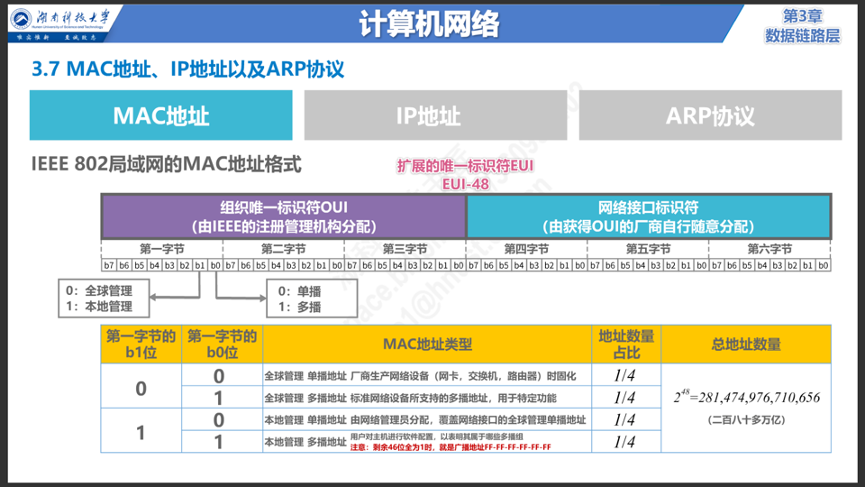 湖南科技大学
Hunan University of Science and Technology
唯实惟新 至诚致志
计算机网络
第3章
数据链路层
3.7 MAC地址、IP地址以及ARP协议
MAC地址 IP地址 ARP协议
IEEE 802局域网的MAC地址格式
扩展的唯一标识符EUI
EUI-48
组织唯一标识符OUI
（由IEEE的注册管理机构分配）
网络接口标识符
（由获得OUI的厂商自行随意分配）
第一字节 第二字节 第三字节 第四字节 第五字节 第六字节
b7 b6 b5 b4 b3 b2 b1 b0 b7 b6 b5 b4 b3 b2 b1 b0 b7 b6 b5 b4 b3 b2 b1 b0 b7 b6 b5 b4 b3 b2 b1 b0 b7 b6 b5 b4 b3 b2 b1 b0 b7 b6 b5 b4 b3 b2 b1 b0
0：全球管理
1：本地管理
0：单播
1：多播
第一字节的
b1位
第一字节的
b0位
MAC地址类型
地址数量
占比
总地址数量
0 0 全球管理 单播地址 厂商生产网络设备（网卡，交换机，路由器）时固化 1/4
1 全球管理 多播地址 标准网络设备所应支持的多播地址，用于特定功能 1/4
1 0 本地管理 单播地址 由网络管理员分配，覆盖网络接口的全球管理单播地址 1/4
1 本地管理 多播地址 用户对主机进行软件配置，以表明其属于哪些多播组
注意：剩余46位全为1时，就是广播地址FF-FF-FF-FF-FF-FF
1/4
2^48=281,474,976,710,656
（二百八十多万亿）